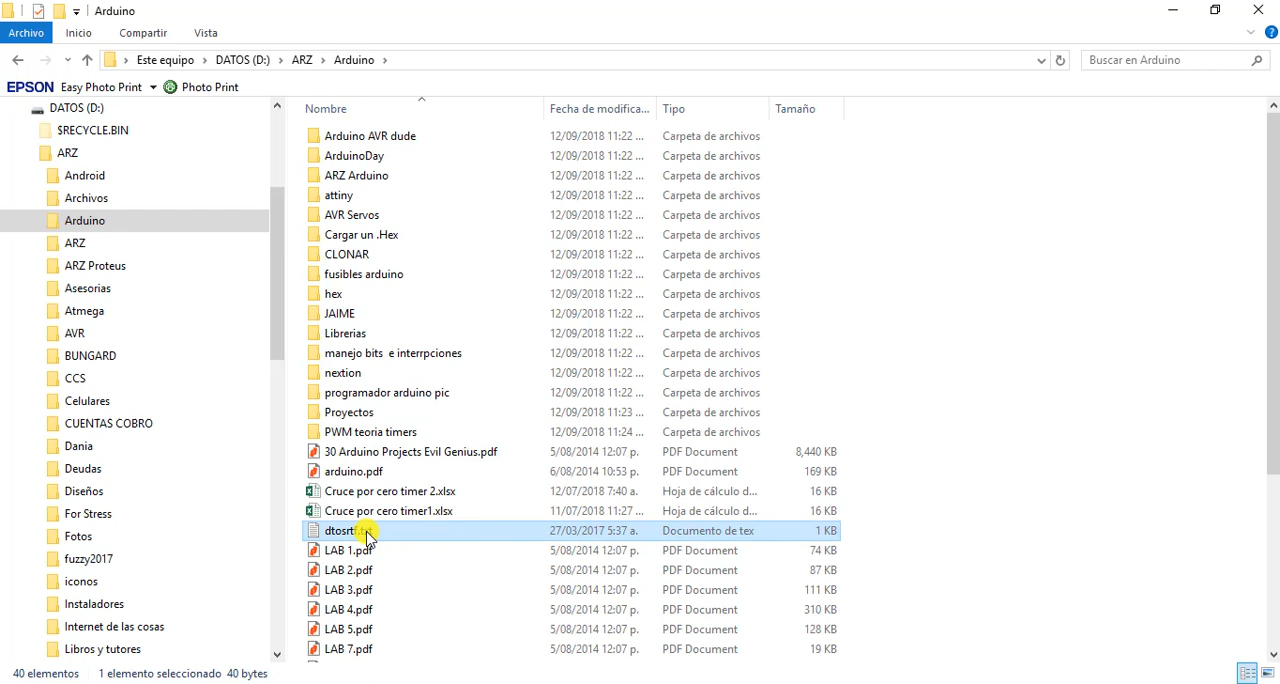 Arduino
Archivo Inicio Compartir Vista
Este equipo > DATOS (D:) > ARZ > Arduino >
Buscar en Arduino
EPSON Easy Photo Print Photo Print
DATOS (D:)
$RECYCLE.BIN
ARZ
Android
Archivos
Arduino
ARZ
ARZ Proteus
Asesorias
Atmega
AVR
BUNGARD
CCS
Celulares
CUENTAS COBRO
Dania
Deudas
Diseños
For Stress
Fotos
fuzzy2017
iconos
Instaladores
Internet de las cosas
Libros y tutores
Nombre Fecha de modifica... Tipo Tamaño
Arduino AVR dude 12/09/2018 11:22 ... Carpeta de archivos
ArduinoDay 12/09/2018 11:22 ... Carpeta de archivos
ARZ Arduino 12/09/2018 11:22 ... Carpeta de archivos
attiny 12/09/2018 11:22 ... Carpeta de archivos
AVR Servos 12/09/2018 11:22 ... Carpeta de archivos
Cargar un .Hex 12/09/2018 11:22 ... Carpeta de archivos
CLONAR 12/09/2018 11:22 ... Carpeta de archivos
fusibles arduino 12/09/2018 11:22 ... Carpeta de archivos
hex 12/09/2018 11:22 ... Carpeta de archivos
JAIME 12/09/2018 11:22 ... Carpeta de archivos
Librerias 12/09/2018 11:22 ... Carpeta de archivos
manejo bits e interrpciones 12/09/2018 11:22 ... Carpeta de archivos
nextion 12/09/2018 11:22 ... Carpeta de archivos
programador arduino pic 12/09/2018 11:22 ... Carpeta de archivos
Proyectos 12/09/2018 11:23 ... Carpeta de archivos
PWM teoria timers 12/09/2018 11:24 ... Carpeta de archivos
30 Arduino Projects Evil Genius.pdf 5/08/2014 12:07 p. PDF Document 8,440 KB
arduino.pdf 6/08/2014 10:53 p. PDF Document 169 KB
Cruce por cero timer 2.xlsx 12/07/2018 7:40 a. Hoja de cálculo d... 16 KB
Cruce por cero timer1.xlsx 11/07/2018 11:27 ... Hoja de cálculo d... 16 KB
dtosrtf.txt 27/03/2017 5:37 a. Documento de tex 1 KB
LAB 1.pdf 5/08/2014 12:07 p. PDF Document 74 KB
LAB 2.pdf 5/08/2014 12:07 p. PDF Document 87 KB
LAB 3.pdf 5/08/2014 12:07 p. PDF Document 111 KB
LAB 4.pdf 5/08/2014 12:07 p. PDF Document 310 KB
LAB 5.pdf 5/08/2014 12:07 p. PDF Document 128 KB
LAB 7.pdf 5/08/2014 12:07 p. PDF Document 19 KB
40 elementos 1 elemento seleccionado 40 bytes